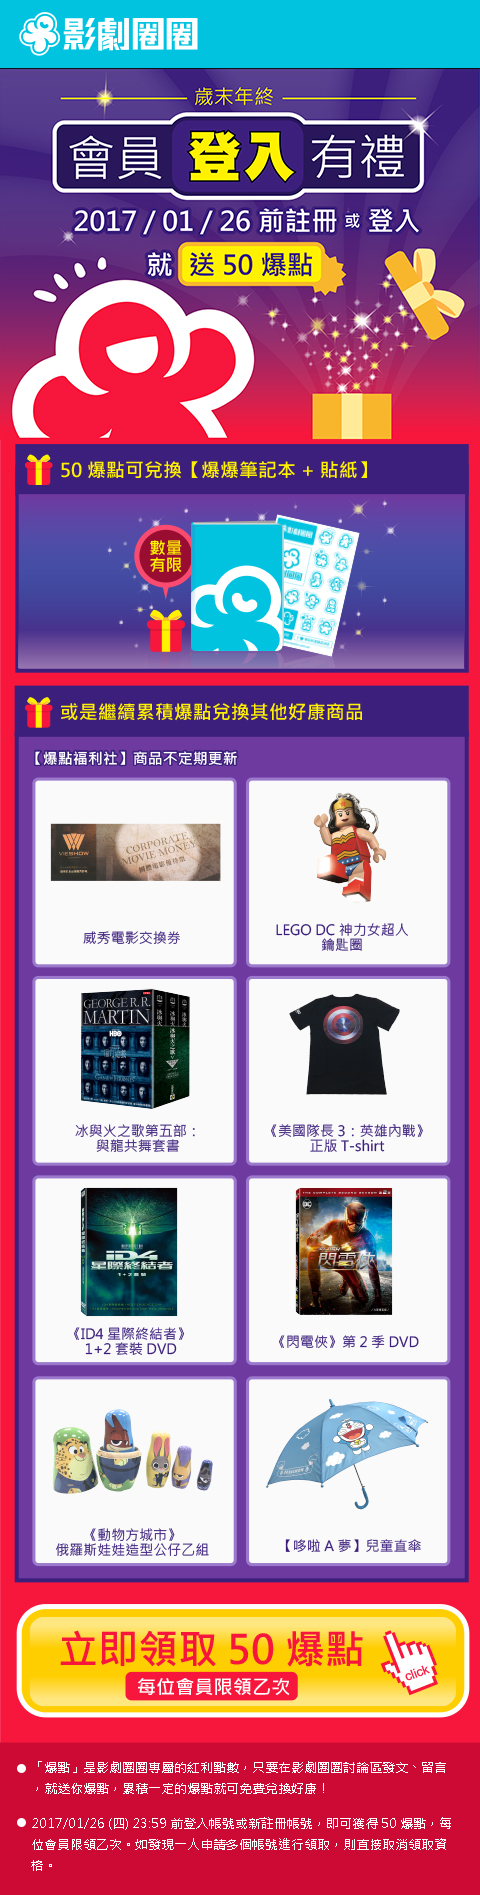 影劇圈圈
歲末年終
會員登入有禮
2017 / 01 / 26 前註冊 或 登入
就 送 50 爆點
50 爆點可兌換【爆爆筆記本 + 貼紙】
數量
有限
或是繼續累積爆點兌換其他好康商品
【爆點福利社】商品不定期更新
VIESHOW
CORPORATE
MOVIE MONEY
威秀電影交換券
LEGO DC 神力女超人
鑰匙圈
GEORGE R.R.
MARTIN
HBO
冰與火之歌第五部：
與龍共舞套書
《美國隊長 3：英雄內戰》
正版 T-shirt
ID4
星際終結者
1+2套裝
《ID4 星際終結者》
1+2 套裝 DVD
THE COMPLETE SECOND SEASON 第2季
DC
閃電俠
《閃電俠》第 2 季 DVD
《動物方城市》
俄羅斯娃娃造型公仔乙組
【哆啦 A 夢】兒童直傘
立即領取 50 爆點
每位會員限領乙次
click
● 「爆點」是影劇圈圈專屬的紅利點數，只要在影劇圈圈討論區發文、留言
，就送你爆點，累積一定的爆點就可免費兌換好康！
● 2017/01/26 (四) 23:59 前登入帳號或新註冊帳號，即可獲得 50 爆點，每
位會員限領乙次。如發現一人申請多個帳號進行領取，則直接取消領取資
格。